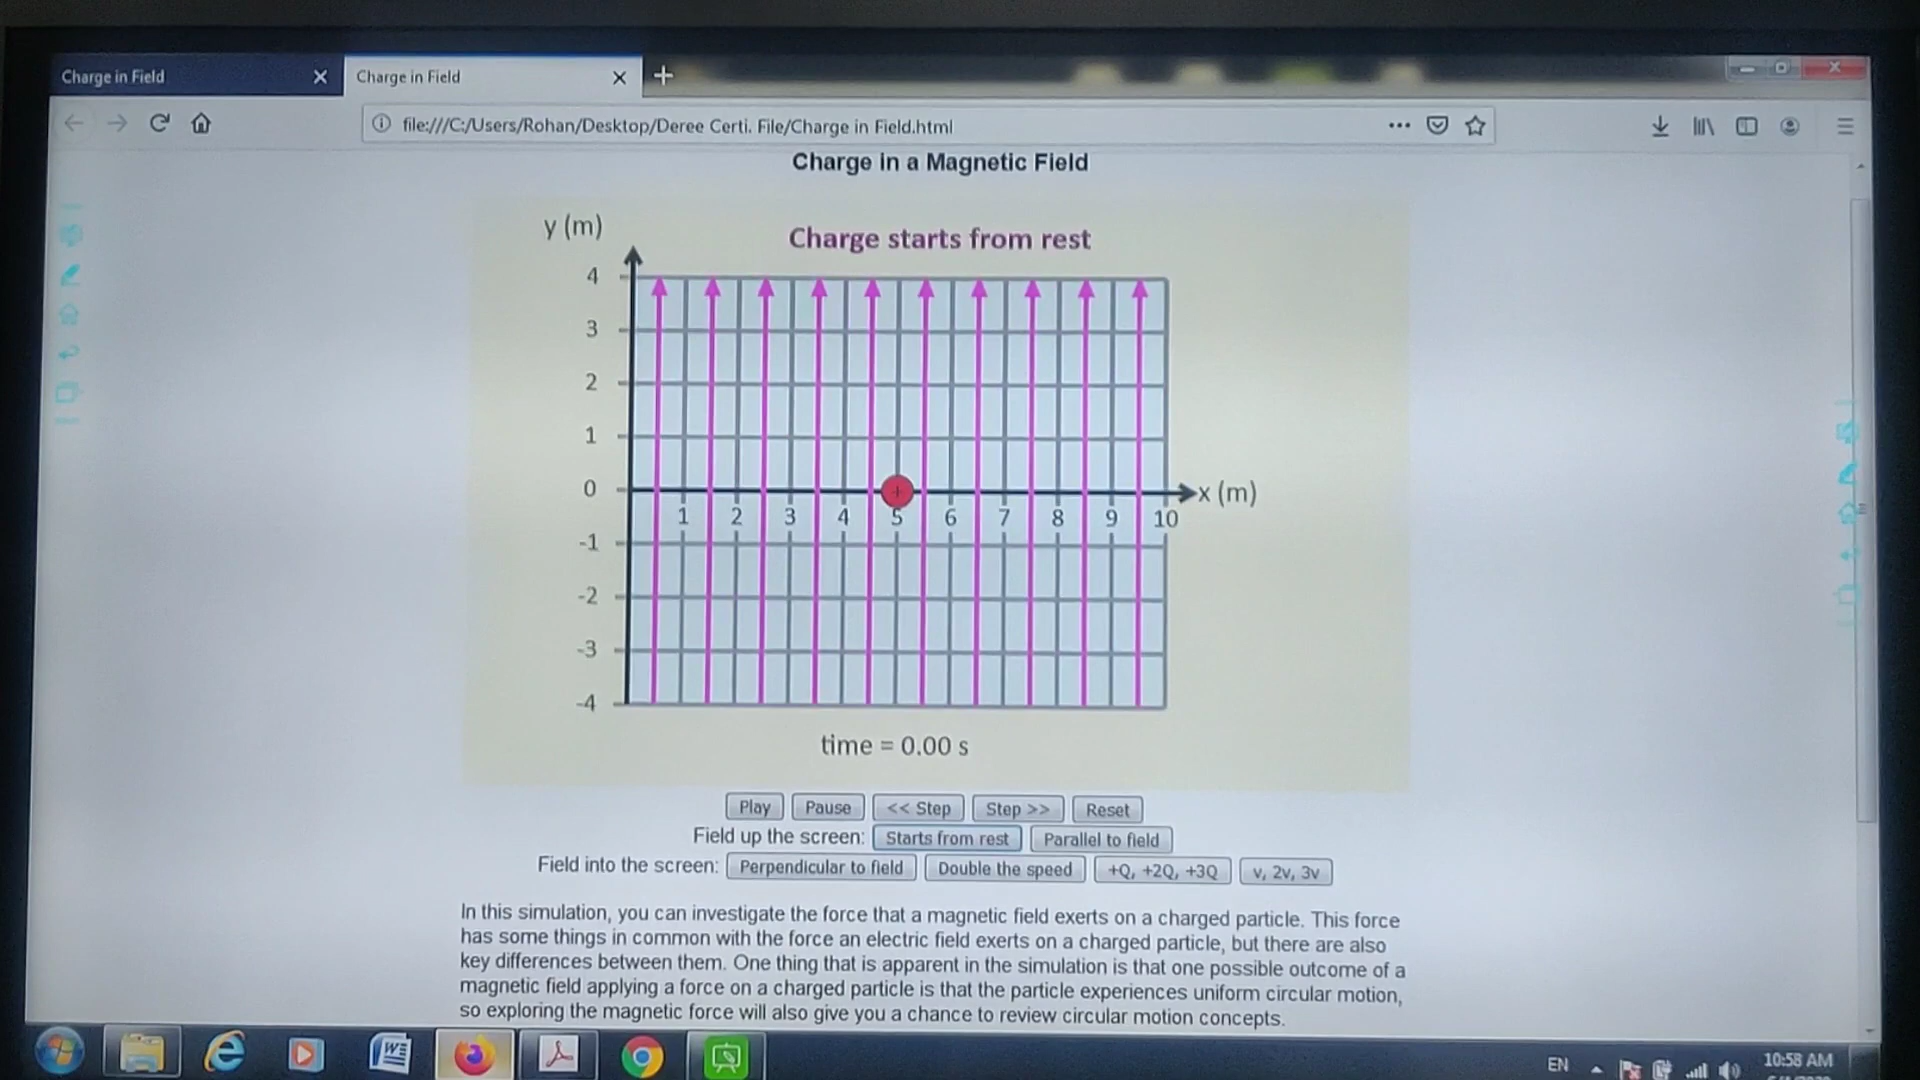 Charge in Field
Charge in Field
file:///C:/Users/Rohan/Desktop/Deree Certi. File/Charge in Field.html
Charge in a Magnetic Field
y (m)
Charge starts from rest
4
3
2
1
0
-1
-2
-3
-4
+
1 2 3 4 5 6 7 8 9 10
x (m)
time = 0.00 s
Play Pause << Step Step >> Reset
Field up the screen: Starts from rest Parallel to field
Field into the screen: Perpendicular to field Double the speed +Q, +2Q, +3Q v, 2v, 3v
In this simulation, you can investigate the force that a magnetic field exerts on a charged particle. This force
has some things in common with the force an electric field exerts on a charged particle, but there are also
key differences between them. One thing that is apparent in the simulation is that one possible outcome of a
magnetic field applying a force on a charged particle is that the particle experiences uniform circular motion,
so exploring the magnetic force will also give you a chance to review circular motion concepts.
EN
10:58 AM